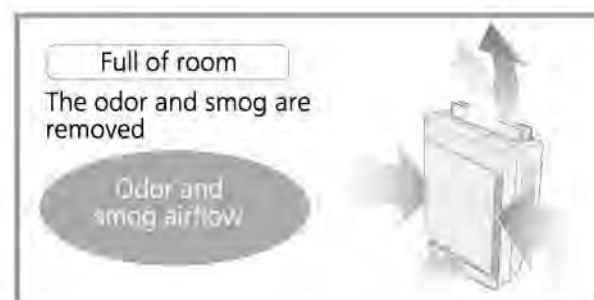 Full of room
The odor and smog are
removed
Odor and
smog airflow